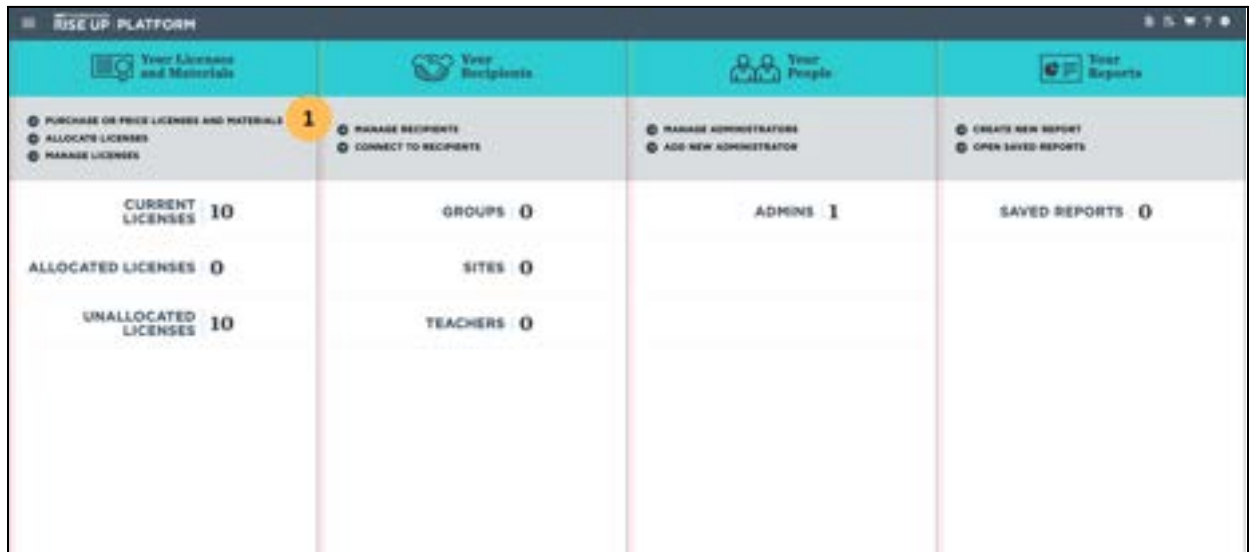 RISE UP PLATFORM
?
Your Licenses
and Materials
PURCHASE OR PRICE LICENSES AND MATERIALS
1
ALLOCATE LICENSES
MANAGE LICENSES
CURRENT
LICENSES 10
ALLOCATED LICENSES 0
UNALLOCATED
LICENSES 10
Your
Recipients
MANAGE RECIPIENTS
CONNECT TO RECIPIENTS
GROUPS 0
SITES 0
TEACHERS 0
Your
People
MANAGE ADMINISTRATORS
ADD NEW ADMINISTRATOR
ADMINS 1
Your
Reports
CREATE NEW REPORT
OPEN SAVED REPORTS
SAVED REPORTS 0